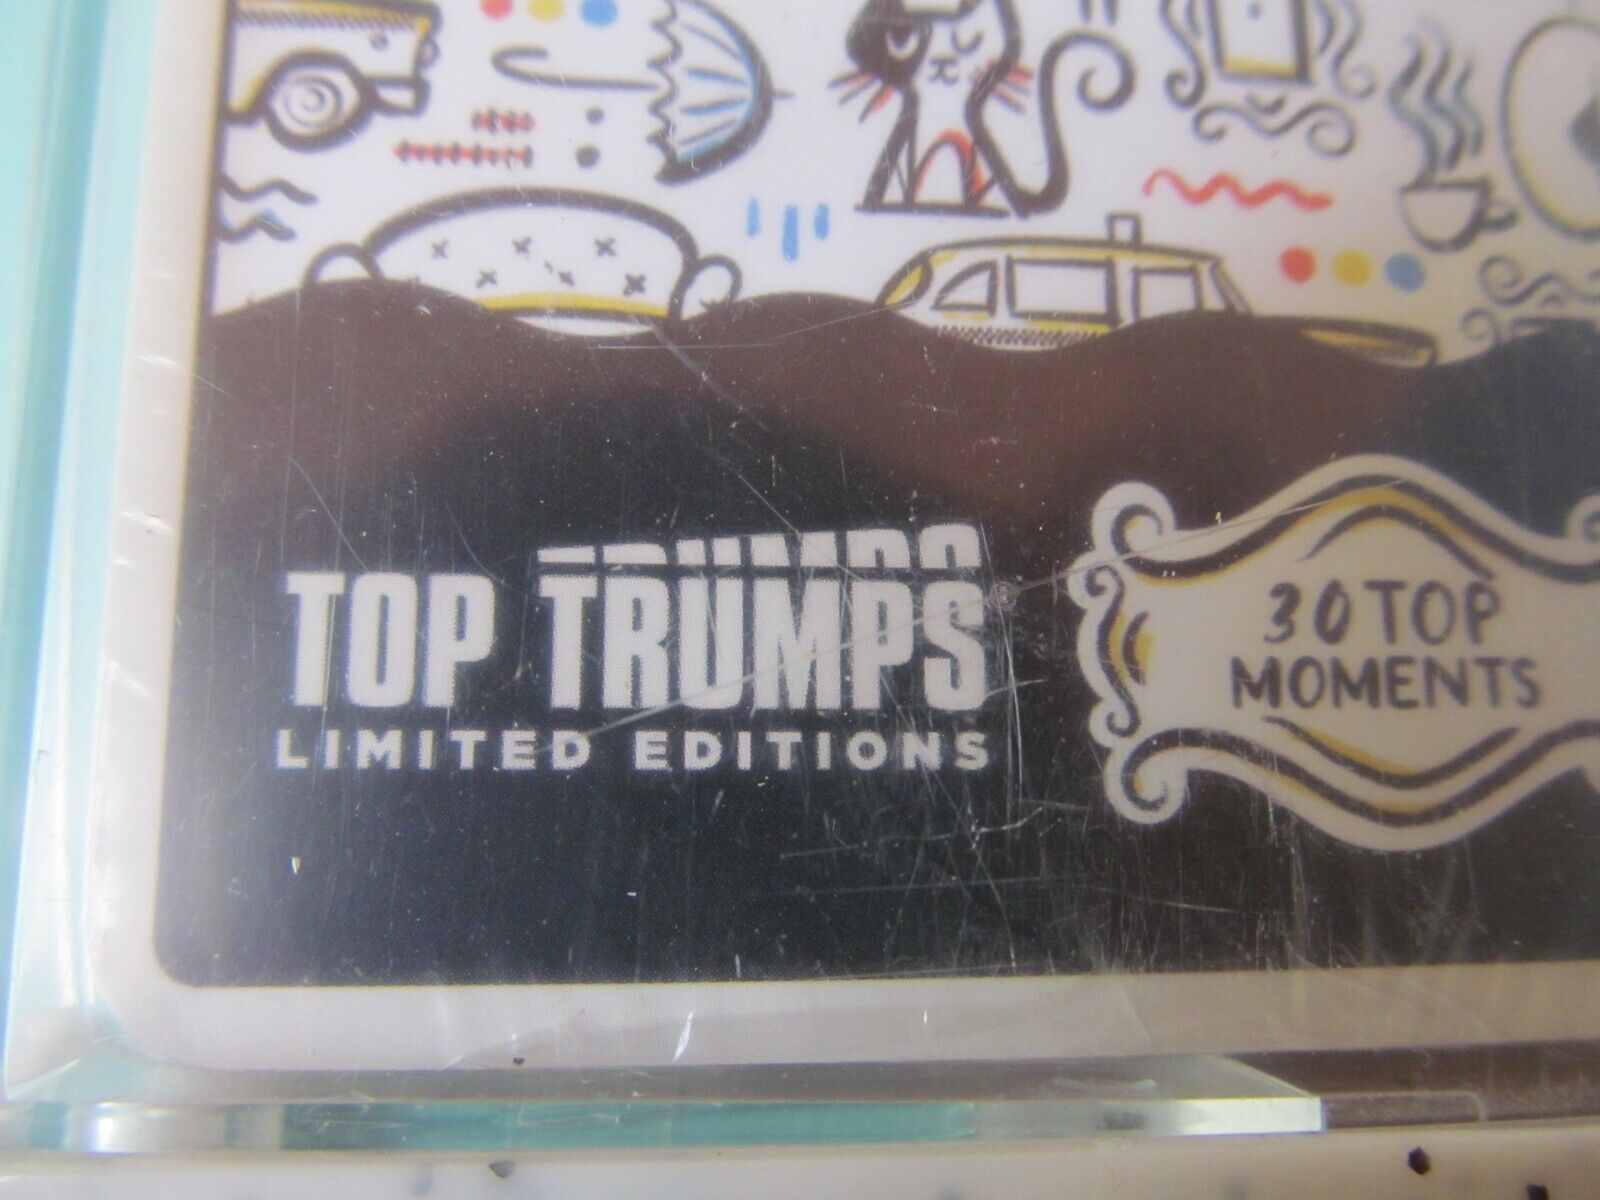 TOP TRUMPS
LIMITED EDITIONS
30 TOP
MOMENTS